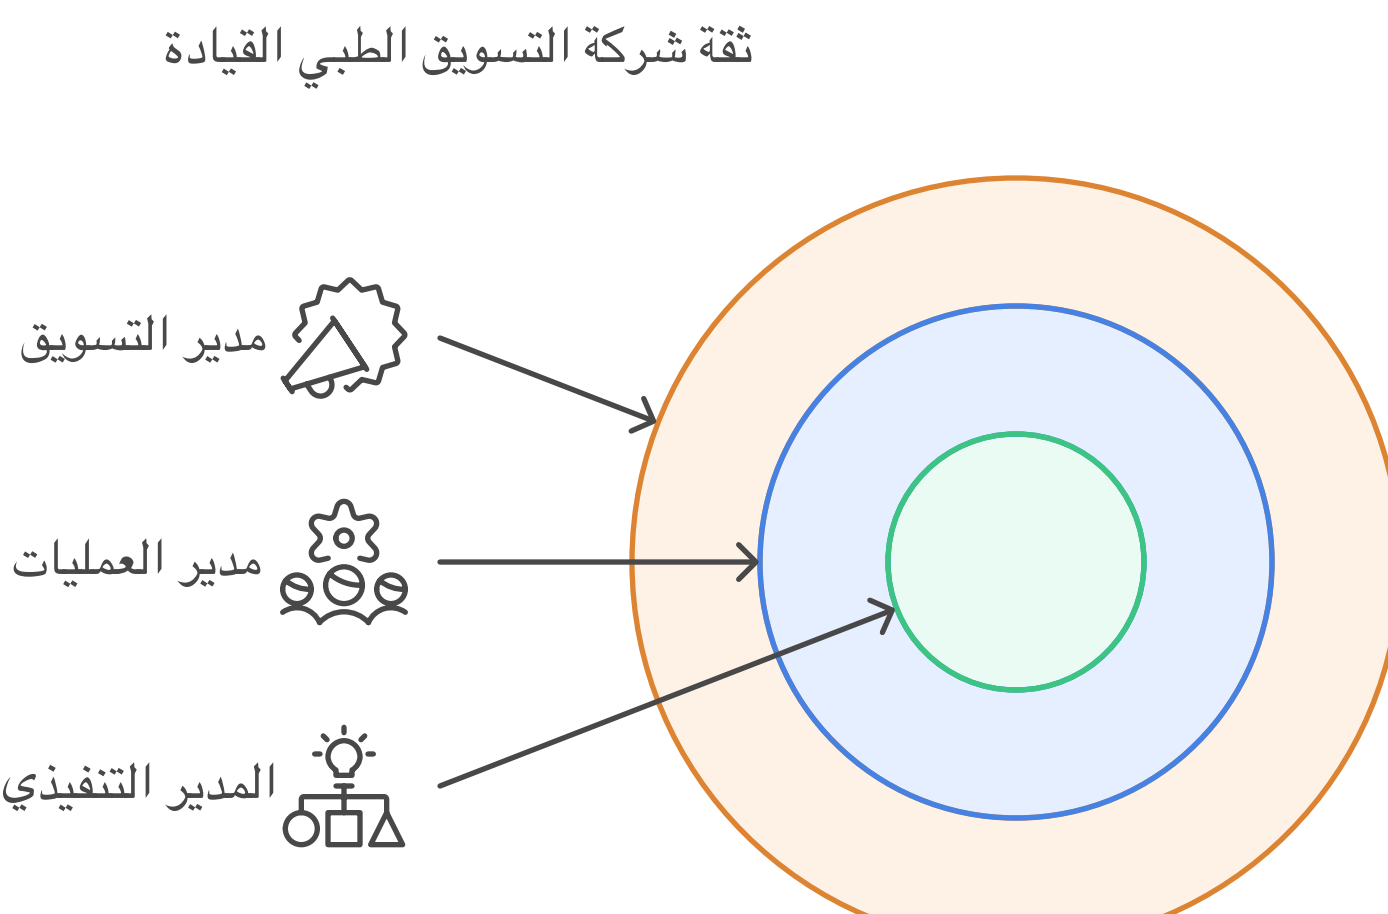 ثقة شركة التسويق الطبي القيادة
مدير التسويق
مدير العمليات
المدير التنفيذي